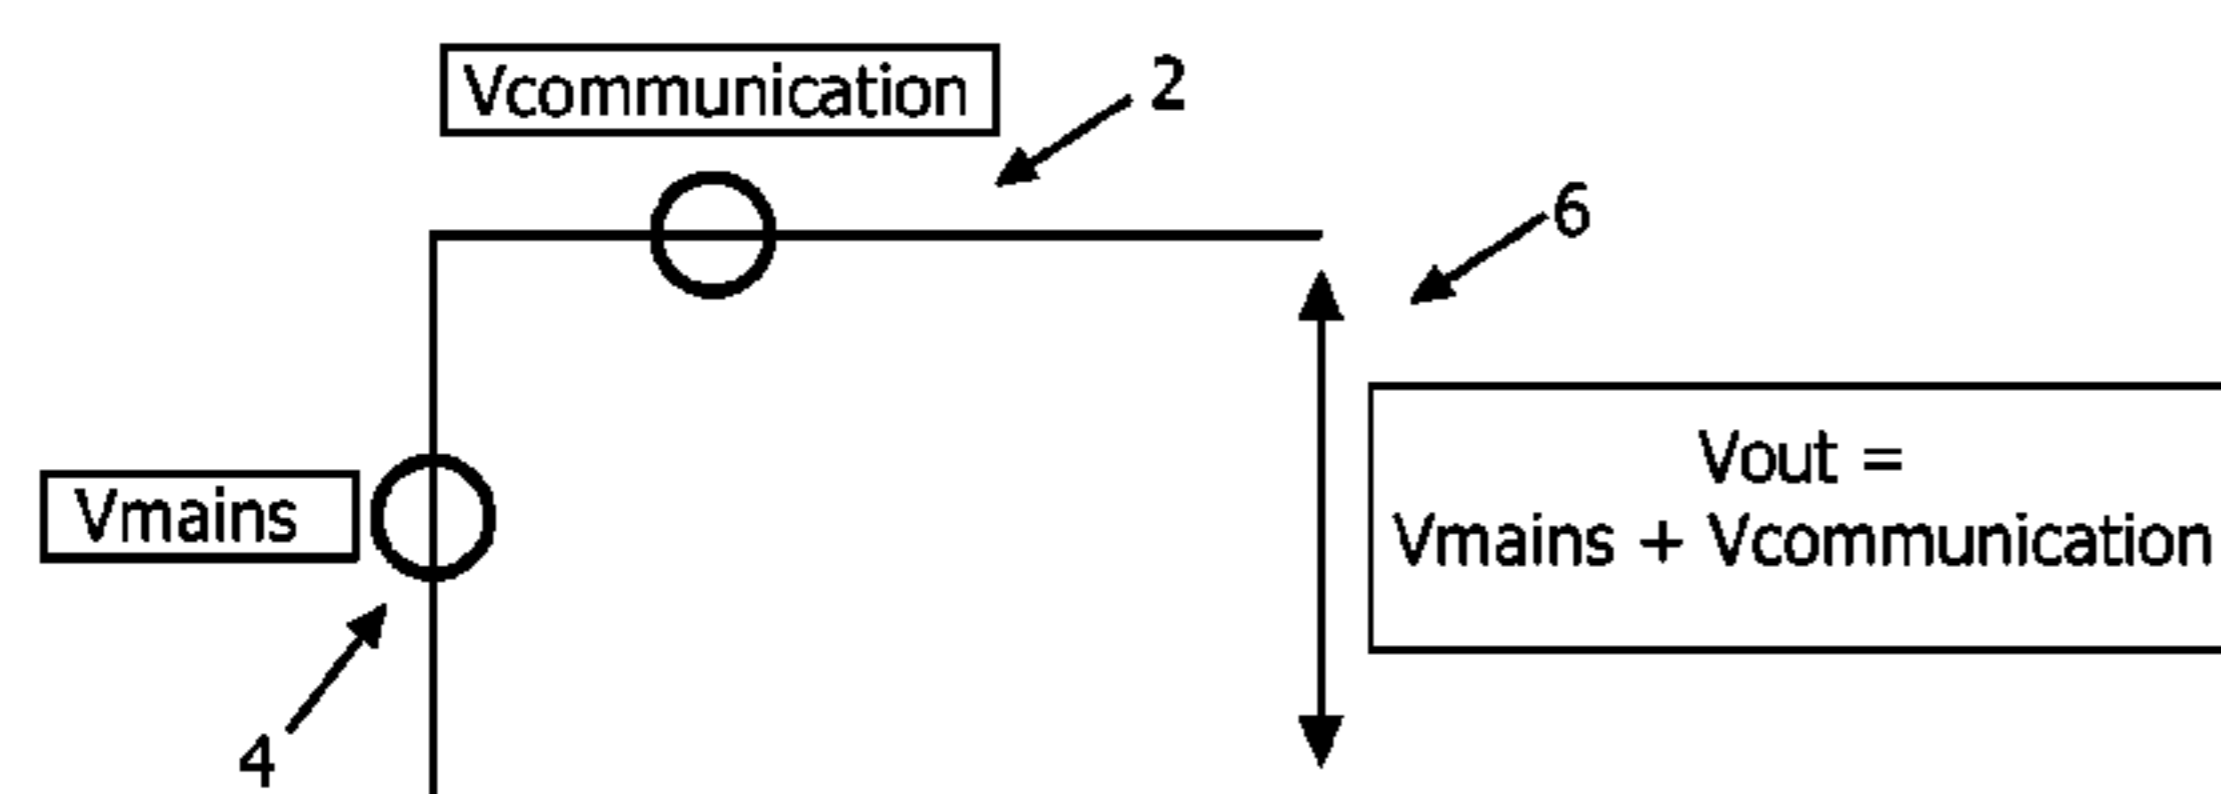 Vcommunication
2
6
Vmains
Vout =
Vmains + Vcommunication
4